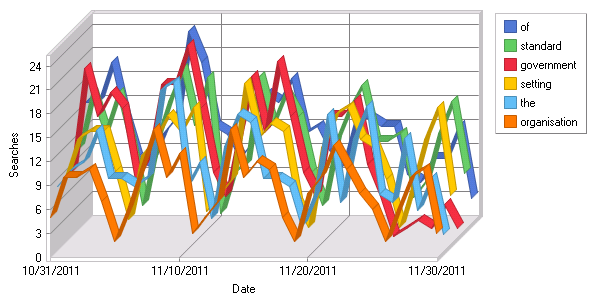 24
21
18
15
12
9
6
3
0
Searches
10/31/2011
11/10/2011
11/20/2011
11/30/2011
Date
of
standard
government
setting
the
organisation